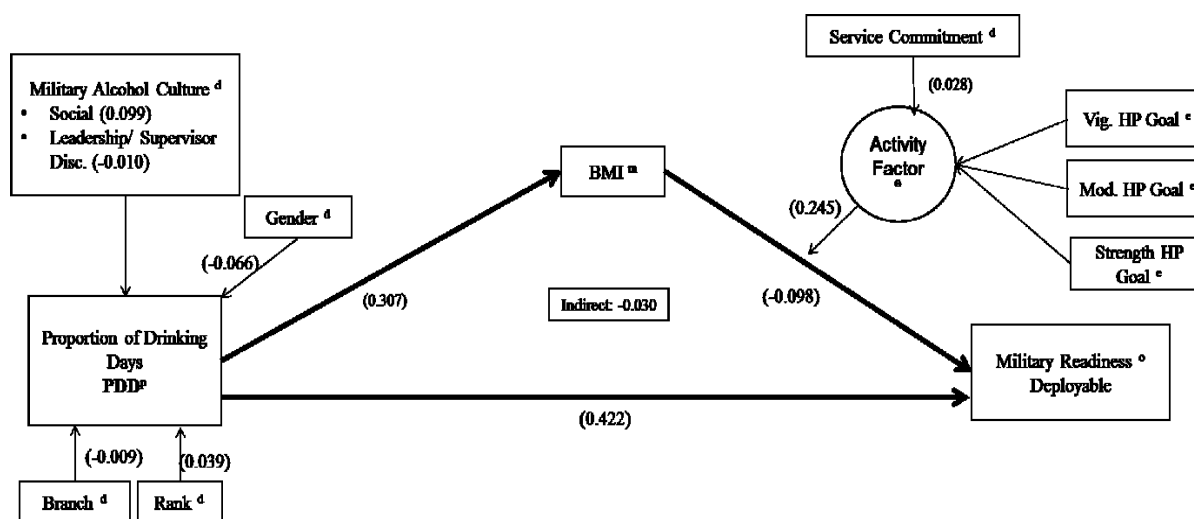 Service Commitment ᵈ
(0.028)
Military Alcohol Culture ᵈ
• Social (0.099)
• Leadership/ Supervisor
Disc. (-0.010)
Vig. HP Goal ᵉ
Activity
Factor
ᵉ
BMI ᵐ
Mod. HP Goal ᵉ
Gender ᵈ
(0.245)
(-0.066)
Strength HP
Goal ᵉ
(0.307)
Indirect: -0.030
(-0.098)
Proportion of Drinking
Days
PDDᵖ
Military Readiness ᵒ
Deployable
(0.422)
(-0.009)
(0.039)
Branch ᵈ
Rank ᵈ